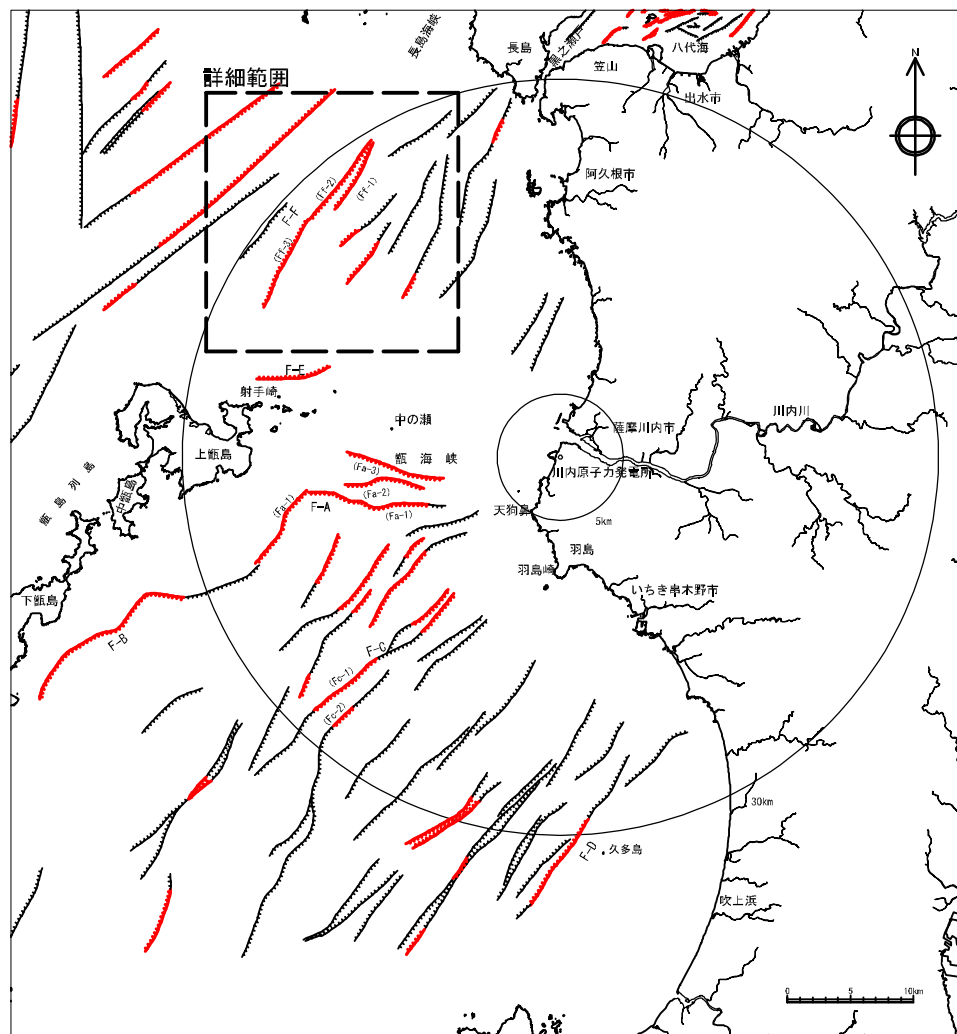 長島海峡
長島
黒之瀬戸
笠山
八代海
出水市
N
詳細範囲
阿久根市
(Ff-2)
(Ff-1)
F-F
(Ff-3)
F-E
射手崎
中の瀬
上甑島
甑海峡
薩摩川内市
川内川
川内原子力発電所
(Fa-3)
(Fa-2)
(Fa-1)
F-A
(Fa-1)
甑島列島
中甑島
天狗鼻
5km
羽島
羽島崎
下甑島
いちき串木野市
F-B
F-C
(Fc-1)
(Fc-2)
30km
F-D
久多島
吹上浜
0
5
10km